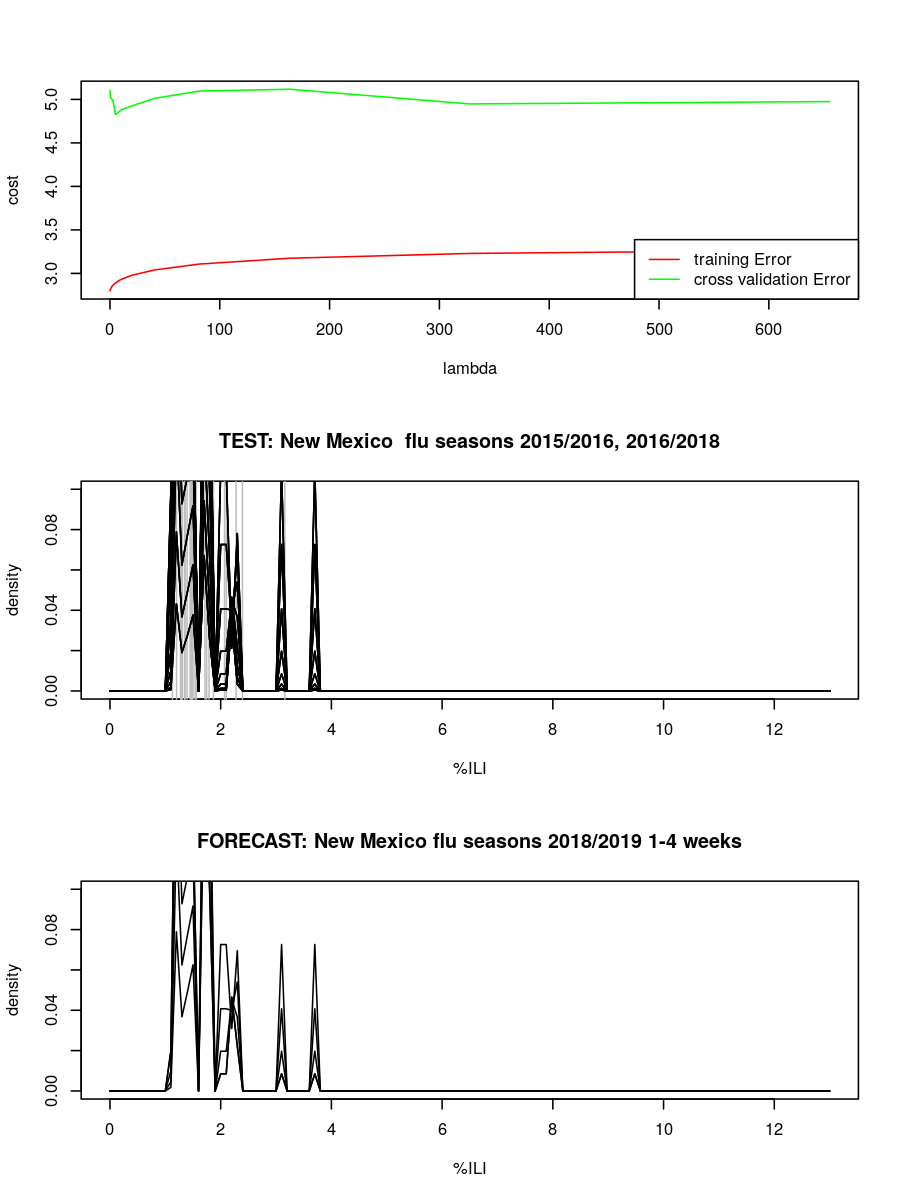 5.0
4.5
4.0
3.5
3.0
cost
training Error
cross validation Error
0 100 200 300 400 500 600
lambda
TEST: New Mexico  flu seasons 2015/2016, 2016/2018
0.08
0.04
0.00
density
0 2 4 6 8 10 12
%ILI
FORECAST: New Mexico flu seasons 2018/2019 1-4 weeks
0.08
0.04
0.00
density
0 2 4 6 8 10 12
%ILI